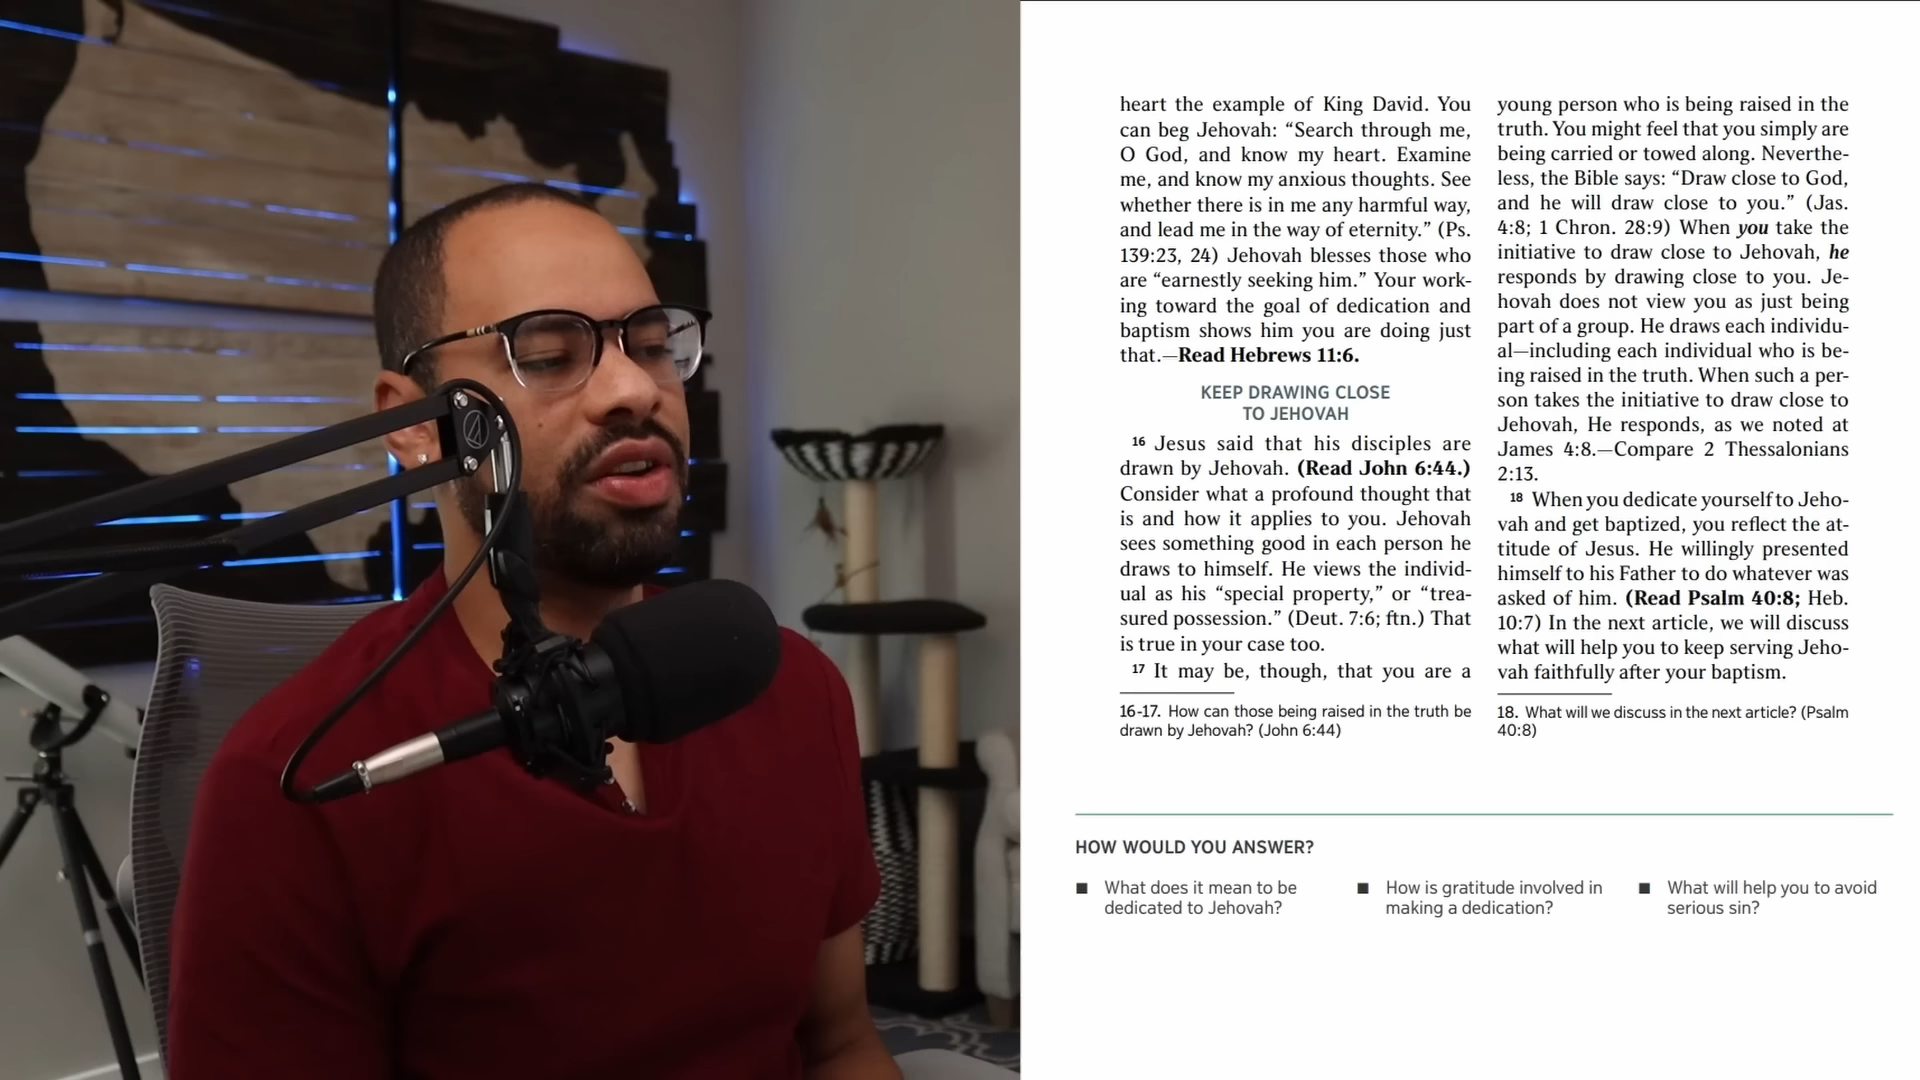 heart the example of King David. You
can beg Jehovah: “Search through me,
O God, and know my heart. Examine
me, and know my anxious thoughts. See
whether there is in me any harmful way,
and lead me in the way of eternity.” (Ps.
139:23, 24) Jehovah blesses those who
are “earnestly seeking him.” Your work-
ing toward the goal of dedication and
baptism shows him you are doing just
that.—Read Hebrews 11:6.
KEEP DRAWING CLOSE
TO JEHOVAH
16 Jesus said that his disciples are
drawn by Jehovah. (Read John 6:44.)
Consider what a profound thought that
is and how it applies to you. Jehovah
sees something good in each person he
draws to himself. He views the individ-
ual as his “special property,” or “trea-
sured possession.” (Deut. 7:6; ftn.) That
is true in your case too.
17 It may be, though, that you are a
16-17. How can those being raised in the truth be
drawn by Jehovah? (John 6:44)
young person who is being raised in the
truth. You might feel that you simply are
being carried or towed along. Neverthe-
less, the Bible says: “Draw close to God,
and he will draw close to you.” (Jas.
4:8; 1 Chron. 28:9) When you take the
initiative to draw close to Jehovah, he
responds by drawing close to you. Je-
hovah does not view you as just being
part of a group. He draws each individu-
al—including each individual who is be-
ing raised in the truth. When such a per-
son takes the initiative to draw close to
Jehovah, He responds, as we noted at
James 4:8.—Compare 2 Thessalonians
2:13.
18 When you dedicate yourself to Jeho-
vah and get baptized, you reflect the at-
titude of Jesus. He willingly presented
himself to his Father to do whatever was
asked of him. (Read Psalm 40:8; Heb.
10:7) In the next article, we will discuss
what will help you to keep serving Jeho-
vah faithfully after your baptism.
18. What will we discuss in the next article? (Psalm
40:8)
HOW WOULD YOU ANSWER?
■ What does it mean to be
dedicated to Jehovah?
■ How is gratitude involved in
making a dedication?
■ What will help you to avoid
serious sin?